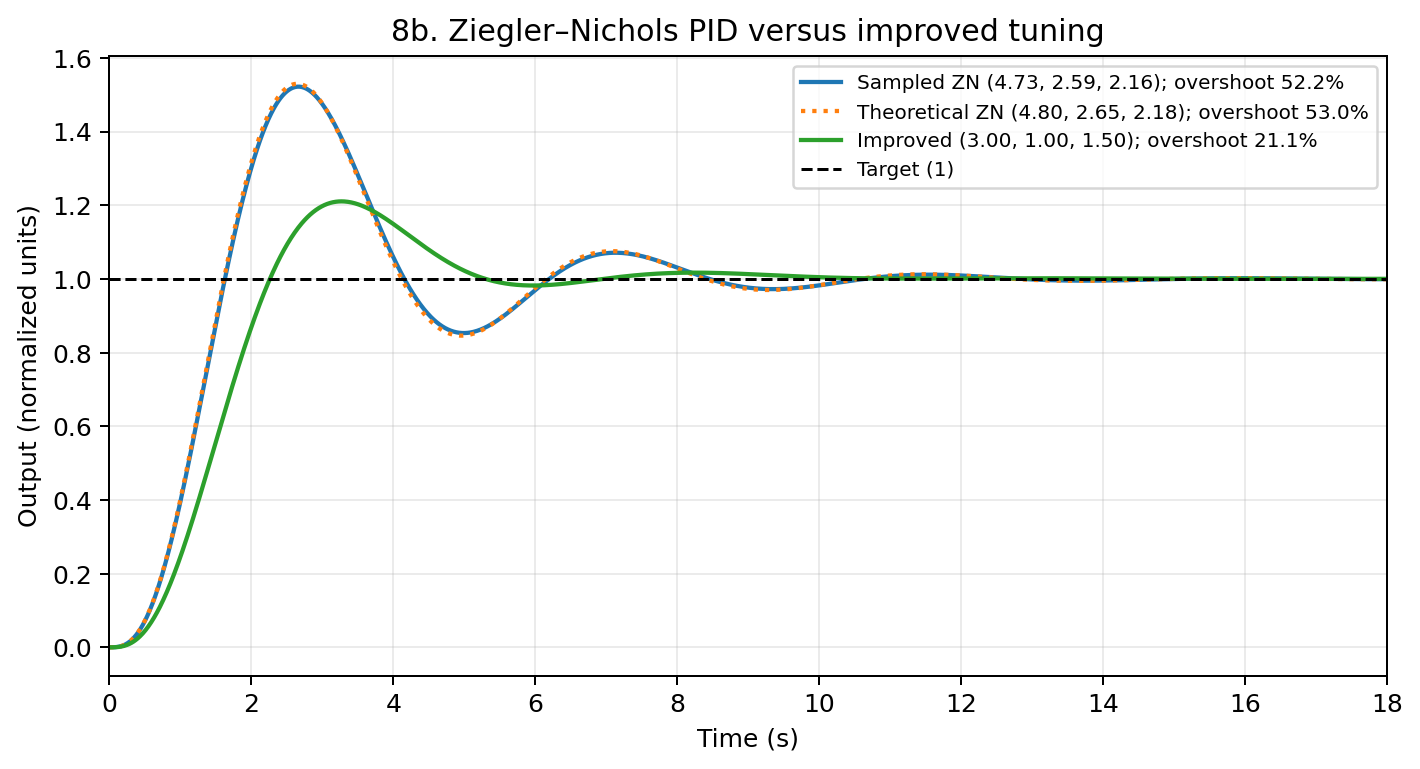 8b. Ziegler–Nichols PID versus improved tuning
Sampled ZN (4.73, 2.59, 2.16); overshoot 52.2%
Theoretical ZN (4.80, 2.65, 2.18); overshoot 53.0%
Improved (3.00, 1.00, 1.50); overshoot 21.1%
Target (1)
Output (normalized units)
1.6
1.4
1.2
1.0
0.8
0.6
0.4
0.2
0.0
0 2 4 6 8 10 12 14 16 18
Time (s)